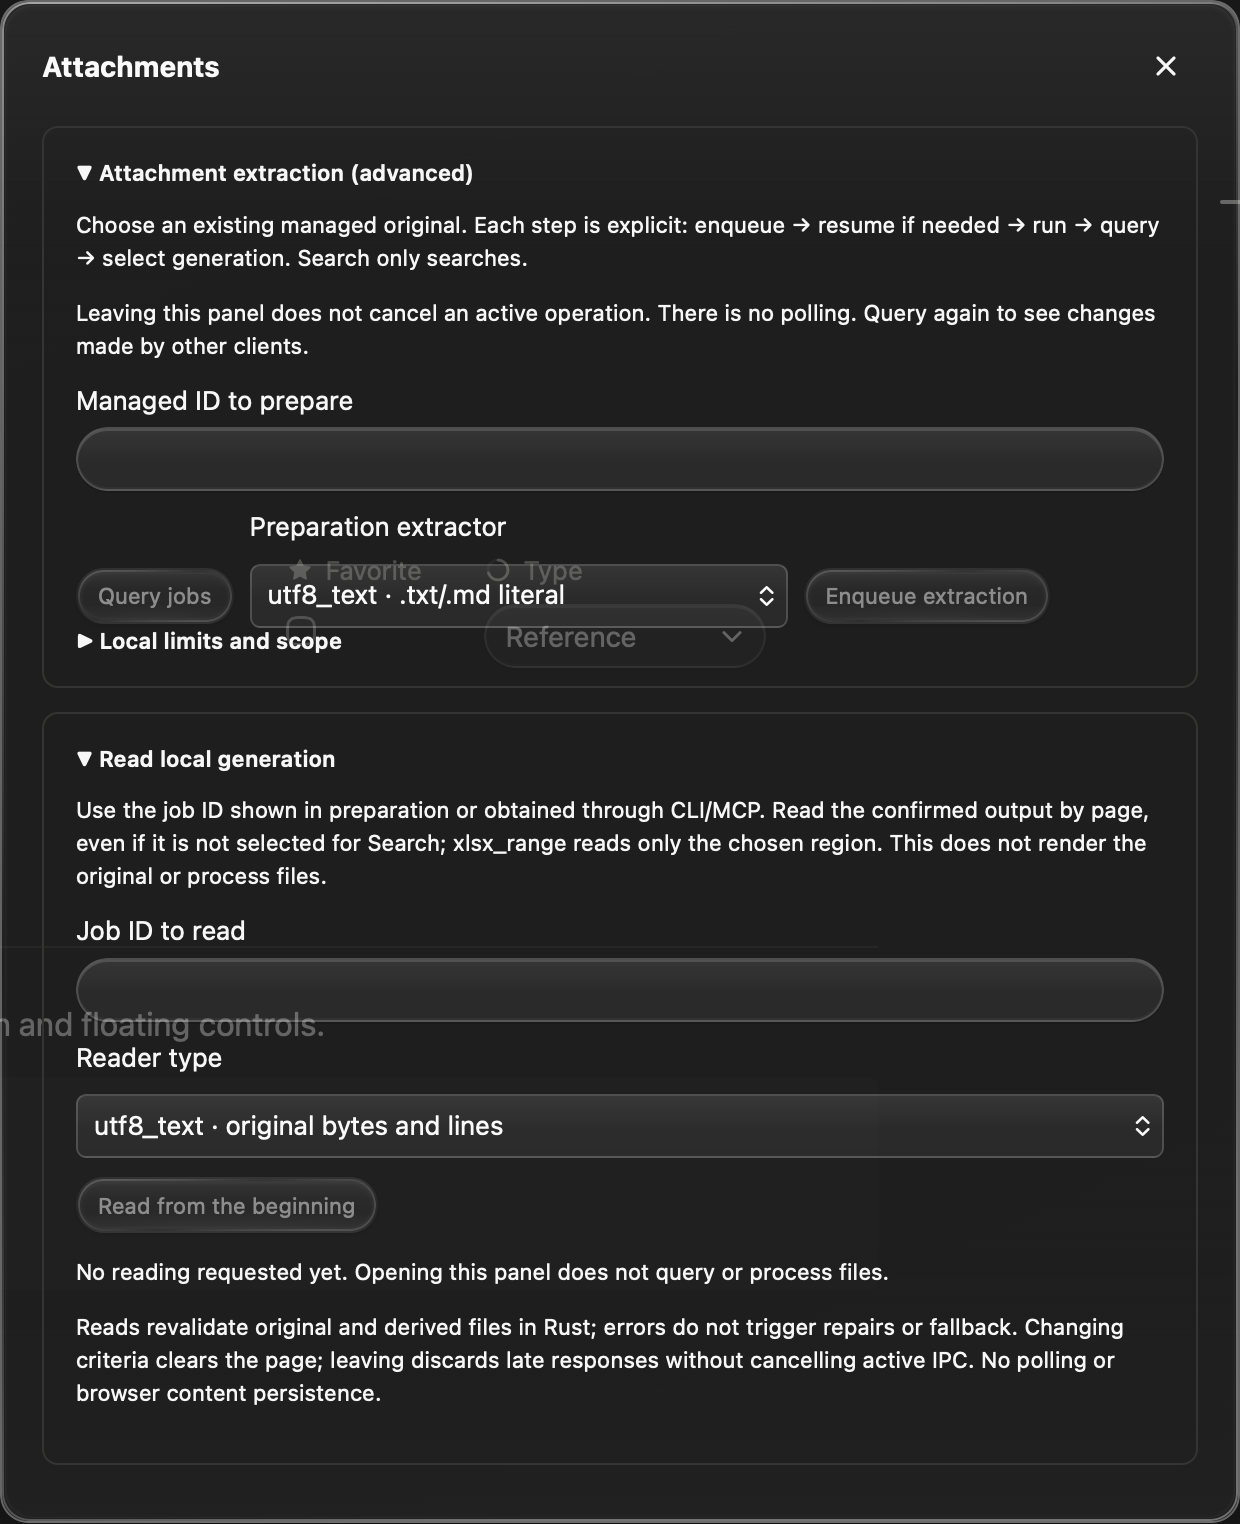 Attachments
▼ Attachment extraction (advanced)
Choose an existing managed original. Each step is explicit: enqueue → resume if needed → run → query
→ select generation. Search only searches.
Leaving this panel does not cancel an active operation. There is no polling. Query again to see changes
made by other clients.
Managed ID to prepare
Preparation extractor
★ Favorite Type
Query jobs
utf8_text · .txt/.md literal
Enqueue extraction
Reference
▶ Local limits and scope
▼ Read local generation
Use the job ID shown in preparation or obtained through CLI/MCP. Read the confirmed output by page,
even if it is not selected for Search; xlsx_range reads only the chosen region. This does not render the
original or process files.
Job ID to read
and floating controls.
Reader type
utf8_text · original bytes and lines
Read from the beginning
No reading requested yet. Opening this panel does not query or process files.
Reads revalidate original and derived files in Rust; errors do not trigger repairs or fallback. Changing
criteria clears the page; leaving discards late responses without cancelling active IPC. No polling or
browser content persistence.